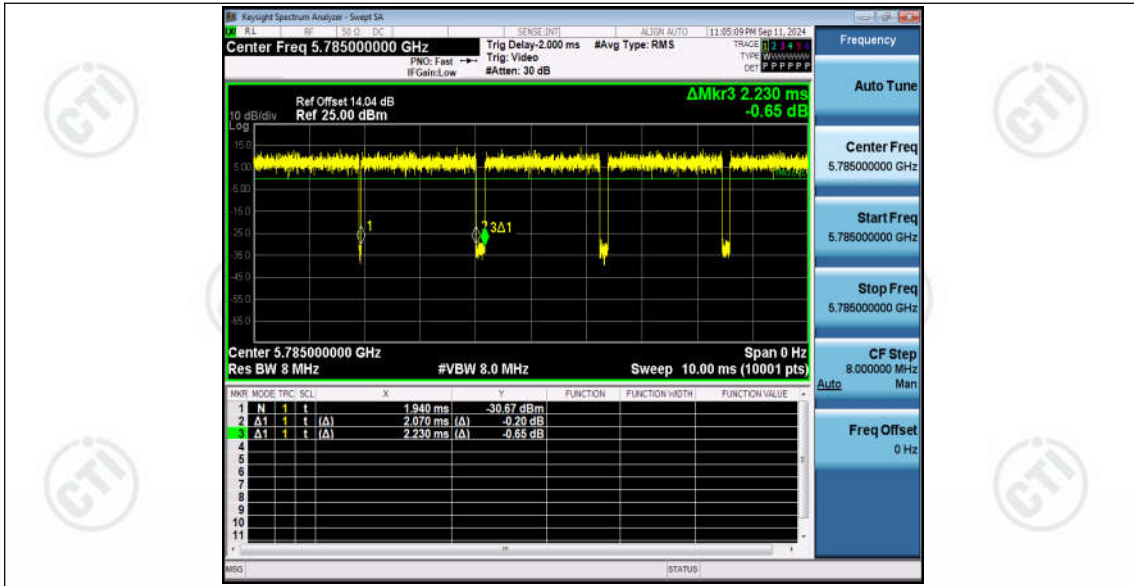 Keysight Spectrum Analyzer - Swept SA
RL RF 50 Ω DC SENSE:INT ALIGN AUTO 11:05:09 PM Sep 11, 2024
Center Freq 5.785000000 GHz
Trig Delay-2.000 ms #Avg Type: RMS
TRACE 1 2 3 4 5 6
PNO: Fast Trig: Video
TYPE WWWWWW
IFGain:Low #Atten: 30 dB
DET P P P P P P
ΔMkr3 2.230 ms
-0.65 dB
Ref Offset 14.04 dB
10 dB/div Ref 25.00 dBm
Log
15.0
5.00
-5.00
-15.0
-25.0
-35.0
-45.0
-55.0
-65.0
1
3Δ1
Center 5.785000000 GHz Span 0 Hz
Res BW 8 MHz #VBW 8.0 MHz Sweep 10.00 ms (10001 pts)
MKR MODE TRC SCL X Y FUNCTION FUNCTION WIDTH FUNCTION VALUE
1 N 1 t 1.940 ms -30.67 dBm
2 Δ1 1 t (Δ) 2.070 ms (Δ) -0.20 dB
3 Δ1 1 t (Δ) 2.230 ms (Δ) -0.65 dB
4
5
6
7
8
9
10
11
MSG STATUS
Frequency
Auto Tune
Center Freq
5.785000000 GHz
Start Freq
5.785000000 GHz
Stop Freq
5.785000000 GHz
CF Step
8.000000 MHz
Auto Man
Freq Offset
0 Hz
CTI
CTI
CTI
CTI